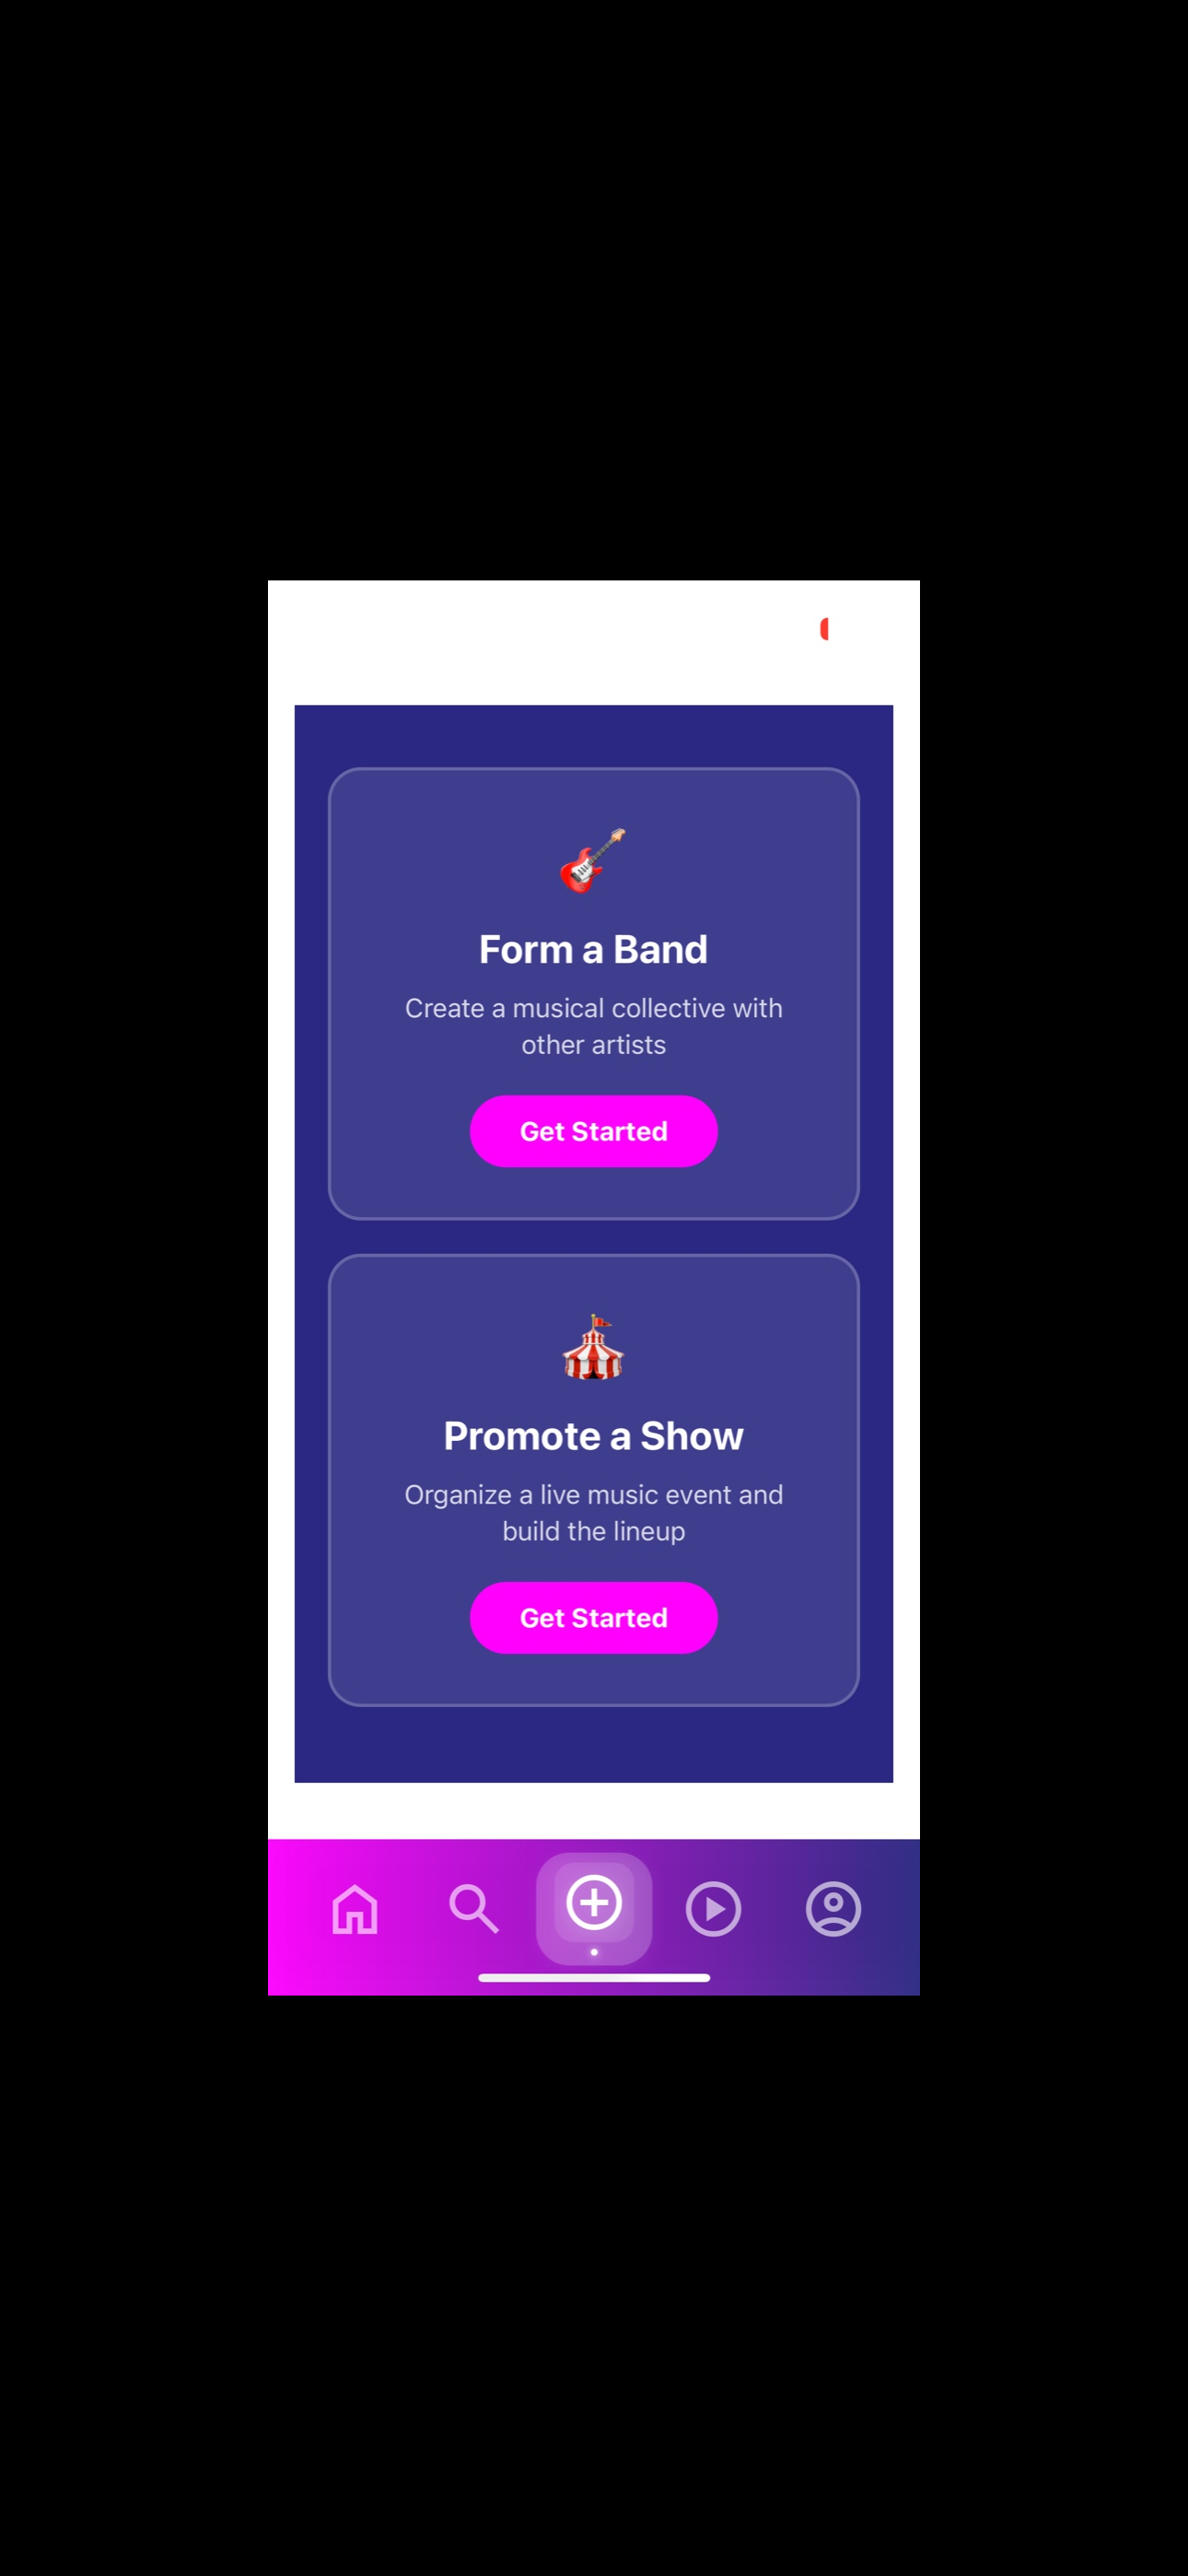 Form a Band
Create a musical collective with
other artists
Get Started
Promote a Show
Organize a live music event and
build the lineup
Get Started